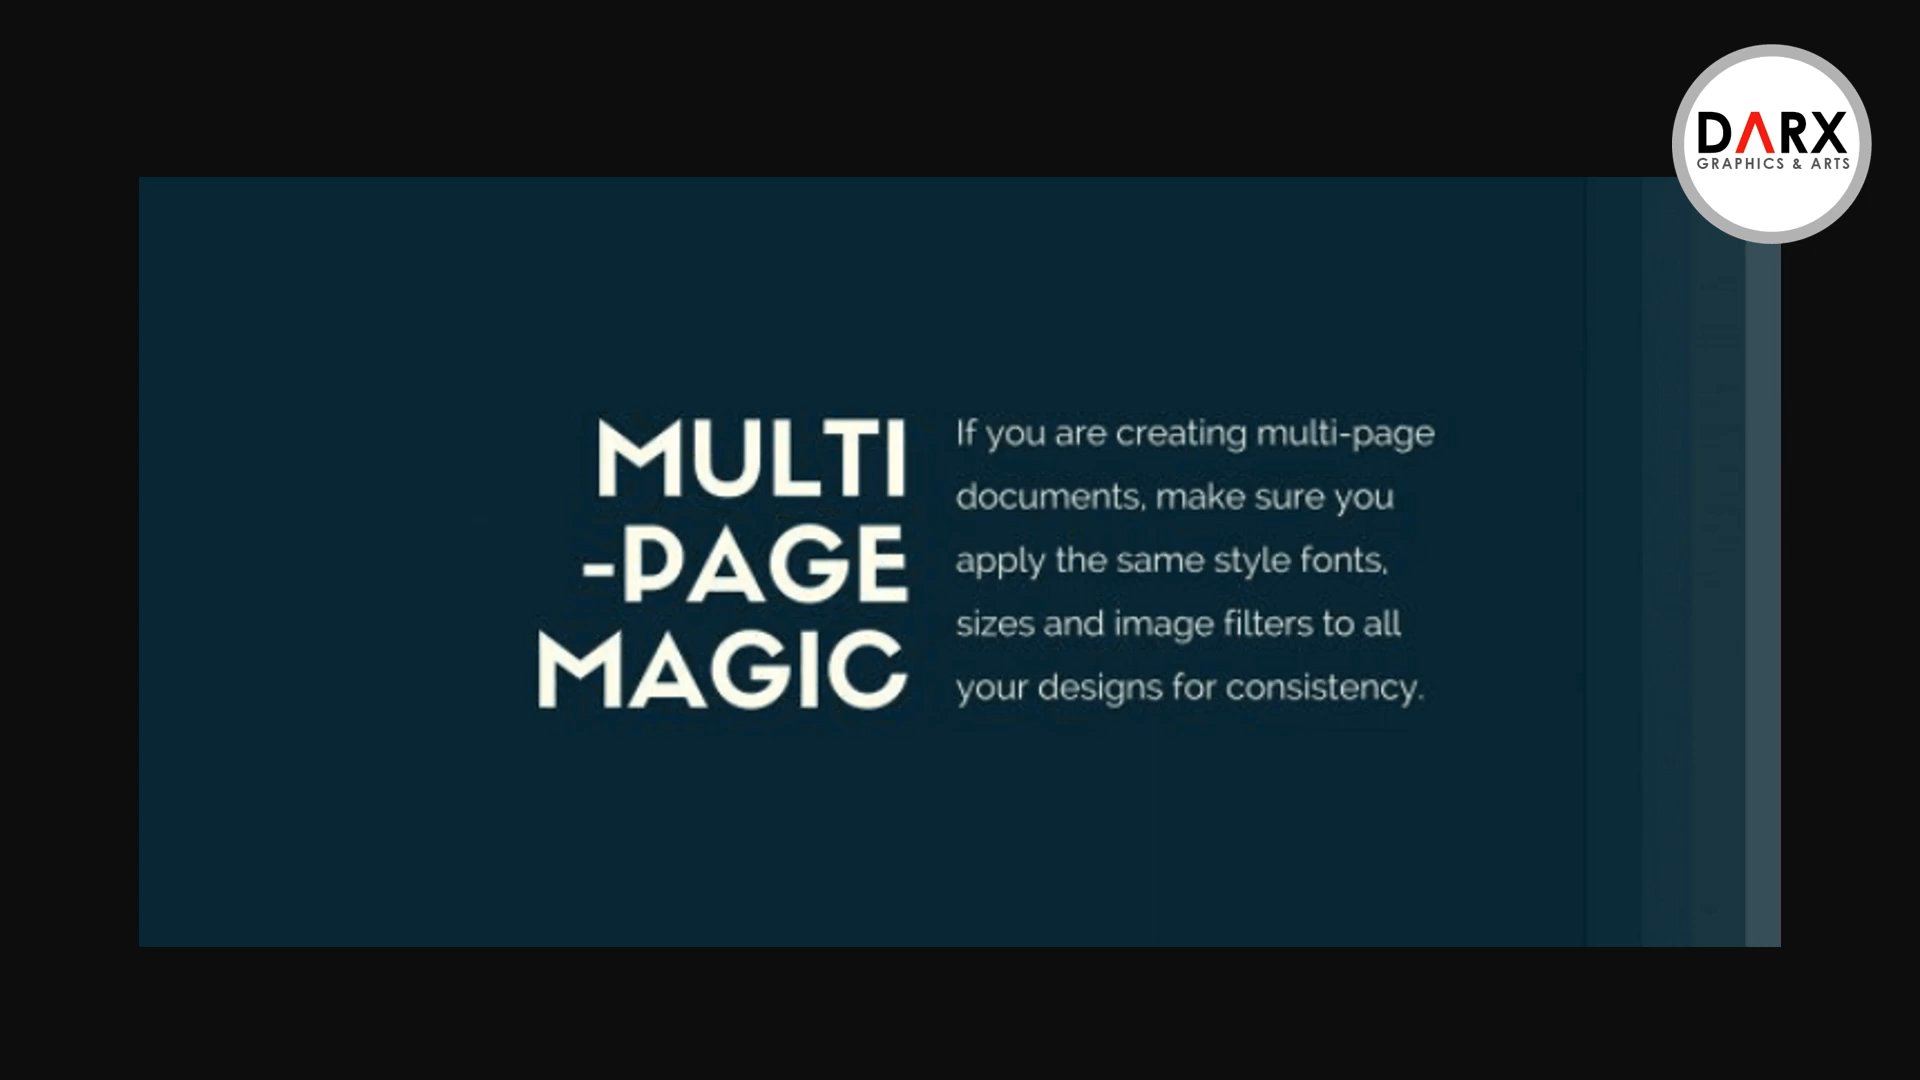 DARX
GRAPHICS & ARTS
MULTI
-PAGE
MAGIC
If you are creating multi-page
documents, make sure you
apply the same style fonts,
sizes and image filters to all
your designs for consistency.